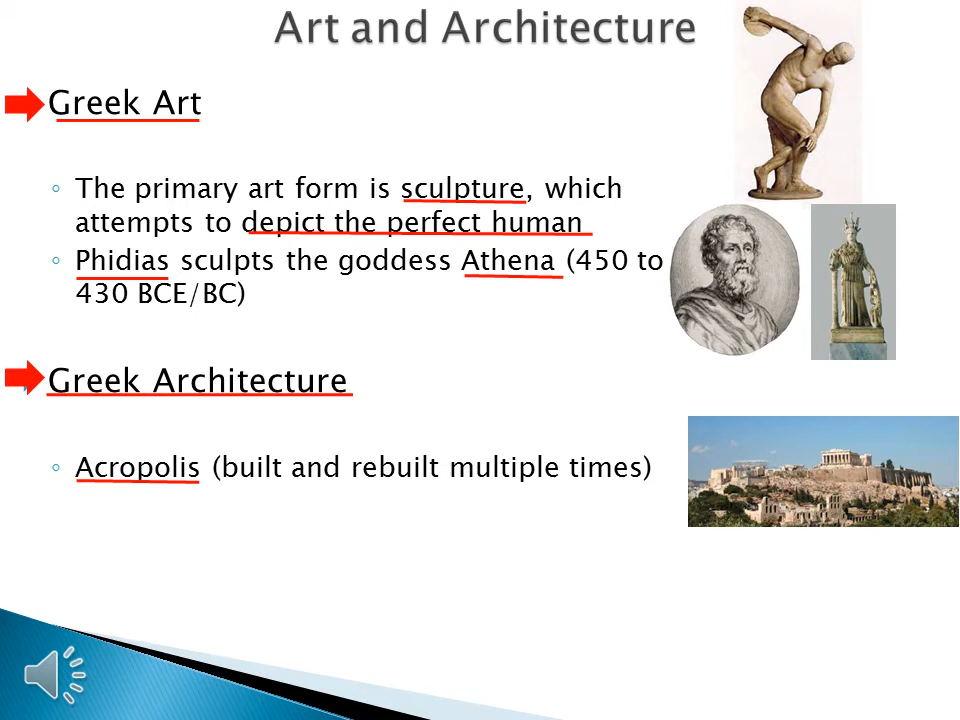 Art and Architecture
Greek Art
◦ The primary art form is sculpture, which
attempts to depict the perfect human
◦ Phidias sculpts the goddess Athena (450 to
430 BCE/BC)
Greek Architecture
◦ Acropolis (built and rebuilt multiple times)